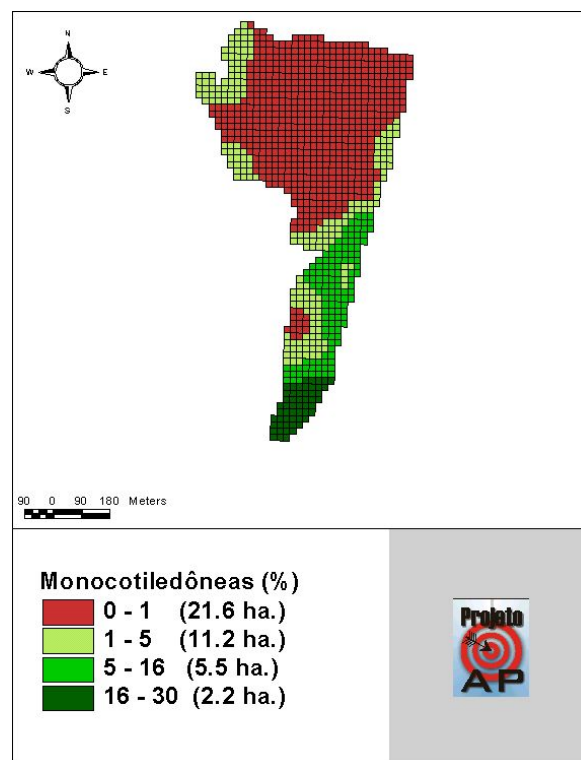 N
W E
S
90 0 90 180 Meters
Monocotiledôneas (%)
0 - 1 (21.6 ha.)
1 - 5 (11.2 ha.)
5 - 16 (5.5 ha.)
16 - 30 (2.2 ha.)
Projeto
AP